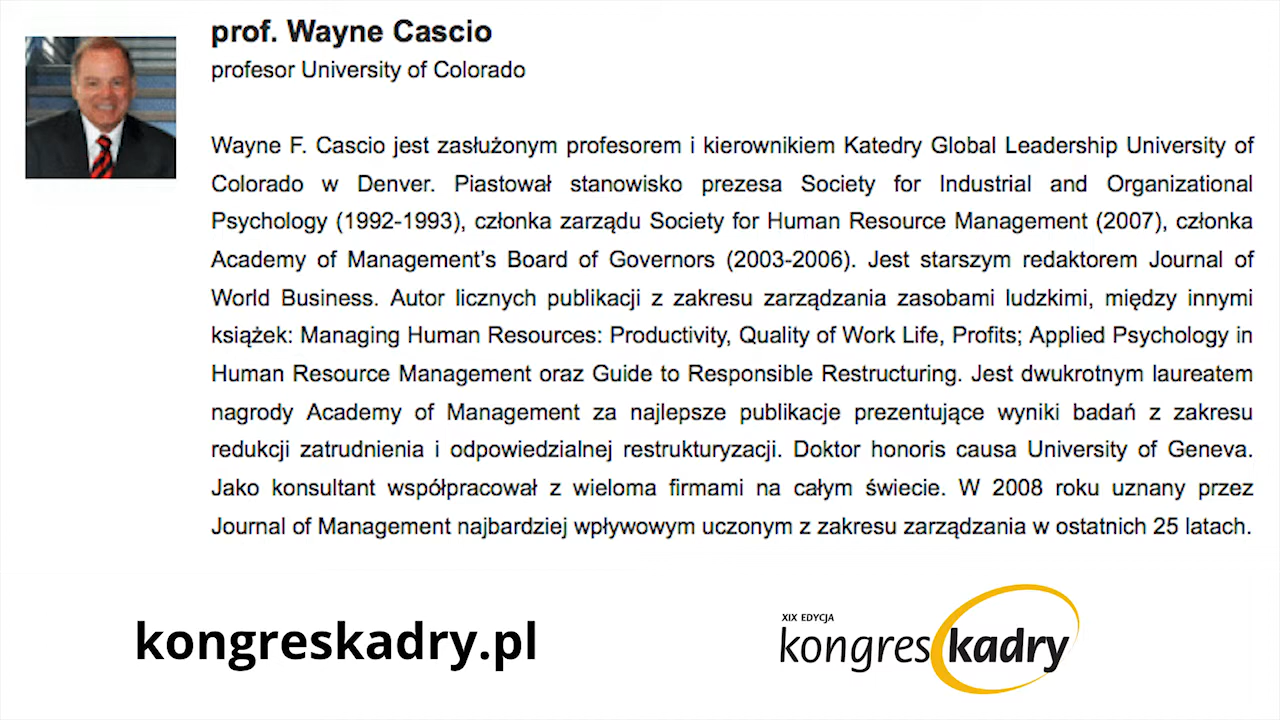 prof. Wayne Cascio
profesor University of Colorado
Wayne F. Cascio jest zasłużonym profesorem i kierownikiem Katedry Global Leadership University of
Colorado w Denver. Piastował stanowisko prezesa Society for Industrial and Organizational
Psychology (1992-1993), członka zarządu Society for Human Resource Management (2007), członka
Academy of Management’s Board of Governors (2003-2006). Jest starszym redaktorem Journal of
World Business. Autor licznych publikacji z zakresu zarządzania zasobami ludzkimi, między innymi
książek: Managing Human Resources: Productivity, Quality of Work Life, Profits; Applied Psychology in
Human Resource Management oraz Guide to Responsible Restructuring. Jest dwukrotnym laureatem
nagrody Academy of Management za najlepsze publikacje prezentujące wyniki badań z zakresu
redukcji zatrudnienia i odpowiedzialnej restrukturyzacji. Doktor honoris causa University of Geneva.
Jako konsultant współpracował z wieloma firmami na całym świecie. W 2008 roku uznany przez
Journal of Management najbardziej wpływowym uczonym z zakresu zarządzania w ostatnich 25 latach.
kongreskadry.pl
XIX EDYCJA
kongres kadry